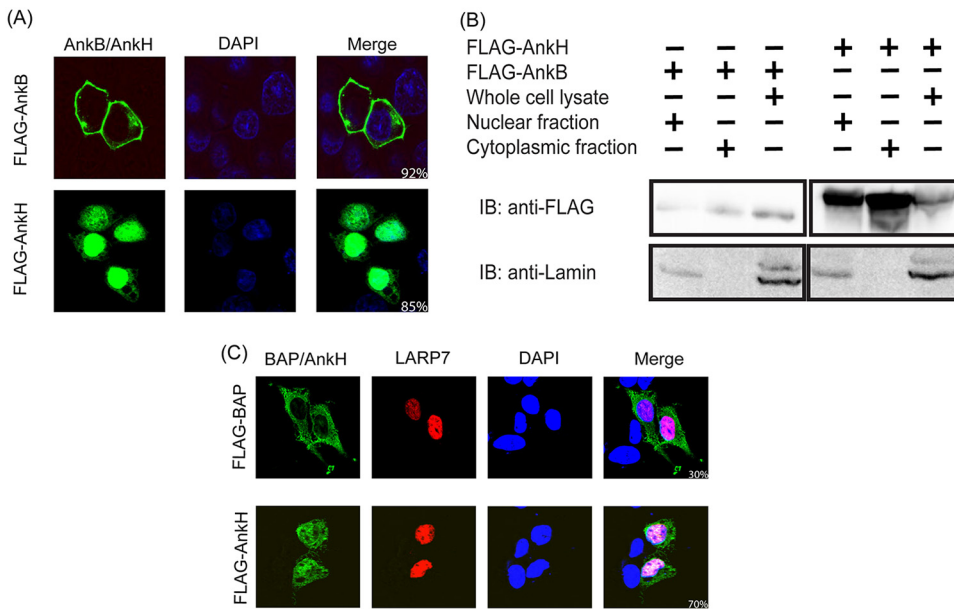 (A)
AnkB/AnkH DAPI Merge
FLAG-AnkB
92%
FLAG-AnkH
85%
(B)
FLAG-AnkH − − − + + +
FLAG-AnkB + + + − − −
Whole cell lysate − − + − − +
Nuclear fraction + − − + − −
Cytoplasmic fraction − + − − + −
IB: anti-FLAG
IB: anti-Lamin
(C)
BAP/AnkH LARP7 DAPI Merge
FLAG-BAP
30%
FLAG-AnkH
70%